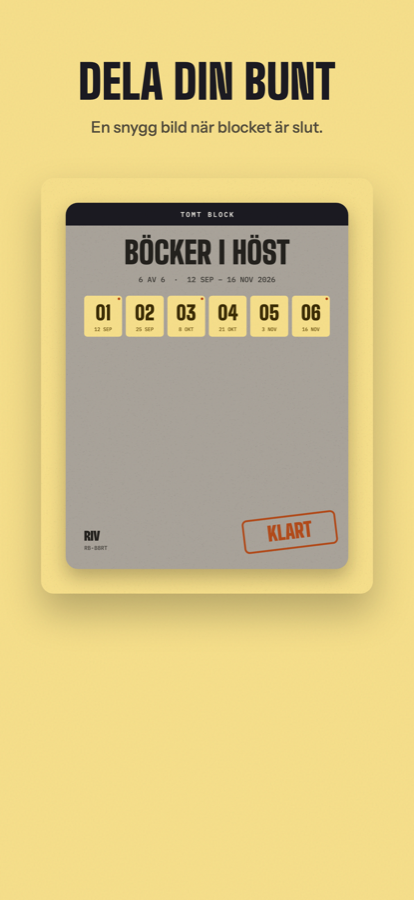 DELA DIN BUNT
En snygg bild när blocket är slut.
TOMT BLOCK
BÖCKER I HÖST
6 AV 6 · 12 SEP – 16 NOV 2026
01 02 03 04 05 06
12 SEP 25 SEP 8 OKT 21 OKT 3 NOV 16 NOV
KLART
RIV